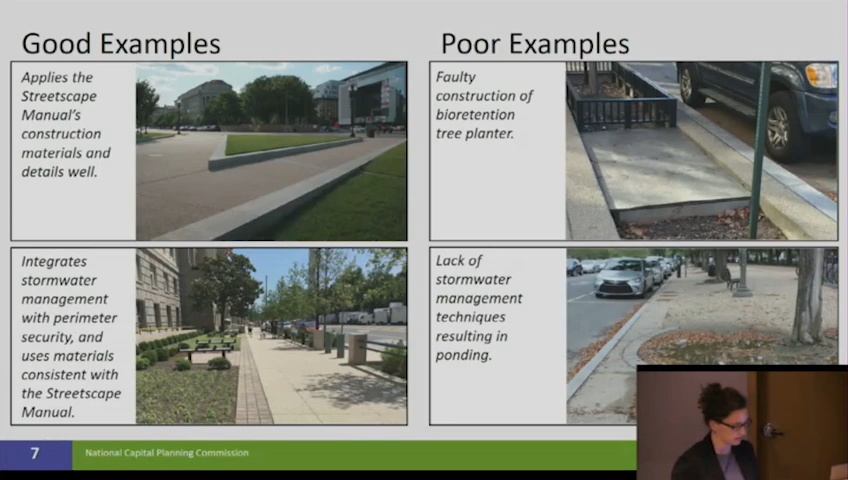 Good Examples
Poor Examples
Applies the
Streetscape
Manual's
construction
materials and
details well.
Faulty
construction of
bioretention
tree planter.
Integrates
stormwater
management
with perimeter
security, and
uses materials
consistent with
the Streetscape
Manual.
Lack of
stormwater
management
techniques
resulting in
ponding.
7
National Capital Planning Commission